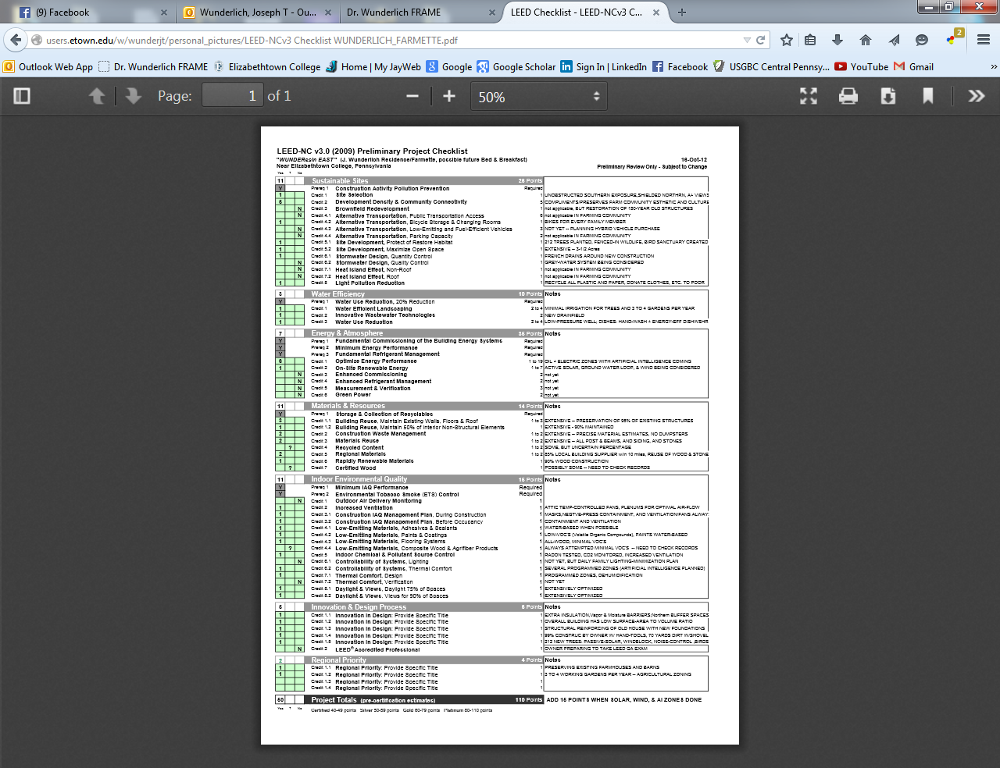 (9) Facebook
Wunderlich, Joseph T - Ou...
Dr. Wunderlich FRAME
LEED Checklist - LEED-NCv3 C...
users.etown.edu/w/wunderjt/personal_pictures/LEED-NCv3 Checklist WUNDERLICH_FARMETTE.pdf
2
Outlook Web App Dr. Wunderlich FRAME Elizabethtown College Home | My JayWeb Google Google Scholar Sign In | LinkedIn Facebook USGBC Central Pennsy... YouTube Gmail
Page: 1 of 1 50%
LEED-NC v3.0 (2009) Preliminary Project Checklist
"WUNDEResin EAST" (J. Wunderlich Residence/Farmette, possible future Bed & Breakfast) 16-Oct-12
Near Elizabethtown College, Pennsylvania Preliminary Review Only - Subject to Change
Yes ? No
11 Sustainable Sites 26 Points
Y Prereq 1 Construction Activity Pollution Prevention Required
1 Credit 1 Site Selection 1 UNOBSTRUCTED SOUTHERN EXPOSURE, SHIELDED NORTHRN, A+ VIEWS
5 Credit 2 Development Density & Community Connectivity 5 COMPLIMENTS/PRESERVES FARM COMMUNITY ESTHETIC AND CULTURE
N Credit 3 Brownfield Redevelopment 1 not applicable, BUT RESTORATION OF 150-YEAR OLD STRUCTURES
N Credit 4.1 Alternative Transportation, Public Transportation Access 6 not applicable IN FARMING COMMUNITY
1 Credit 4.2 Alternative Transportation, Bicycle Storage & Changing Rooms 1 BIKES FOR EVERY FAMILY MEMBER
N Credit 4.3 Alternative Transportation, Low-Emitting and Fuel-Efficient Vehicles 3 NOT YET -- PLANNING HYBRID VEHICLE PURCHASE
N Credit 4.4 Alternative Transportation, Parking Capacity 2 not applicable IN FARMING COMMUNITY
1 Credit 5.1 Site Development, Protect of Restore Habitat 1 212 TREES PLANTED, FENCED-IN WILDLIFE, BIRD SANCTUARY CREATED
1 Credit 5.2 Site Development, Maximize Open Space 1 EXTENSIVE -- 3-1/2 Acres
1 Credit 6.1 Stormwater Design, Quantity Control 1 FRENCH DRAINS AROUND NEW CONSTRUCTION
N Credit 6.2 Stormwater Design, Quality Control 1 GREY-WATER SYSTEM BEING CONSIDERED
N Credit 7.1 Heat Island Effect, Non-Roof 1 not applicable IN FARMING COMMUNITY
N Credit 7.2 Heat Island Effect, Roof 1 not applicable IN FARMING COMMUNITY
1 Credit 8 Light Pollution Reduction 1 RECYCLE ALL PLASTIC AND PAPER, DONATE CLOTHES, ETC. TO POOR
3 Water Efficiency 10 Points Notes
Y Prereq 1 Water Use Reduction, 20% Reduction Required
1 Credit 1 Water Efficient Landscaping 2 to 4 MINIMAL IRRIGATION FOR TREES AND 3 TO 4 GARDENS PER YEAR
1 Credit 2 Innovative Wastewater Technologies 2 NEW DRAINFIELD
1 Credit 3 Water Use Reduction 2 to 4 LOW-PRESSURE WELL; DISHES: HAND-WASH + ENERGY-EFF DISHWSHR
7 Energy & Atmosphere 35 Points Notes
Y Prereq 1 Fundamental Commissioning of the Building Energy Systems Required
Y Prereq 2 Minimum Energy Performance Required
Y Prereq 3 Fundamental Refrigerant Management Required
6 Credit 1 Optimize Energy Performance 1 to 19 OIL + ELECTRIC ZONES WITH ARTIFICIAL INTELLIGENCE COMING
1 Credit 2 On-Site Renewable Energy 1 to 7 ACTIVE SOLAR, GROUND WATER LOOP, & WIND BEING CONSIDERED
N Credit 3 Enhanced Commissioning 2 not yet
N Credit 4 Enhanced Refrigerant Management 2 not yet
N Credit 5 Measurement & Verification 3 not yet
N Credit 6 Green Power 2 not yet
11 Materials & Resources 14 Points Notes
Y Prereq 1 Storage & Collection of Recyclables Required
3 Credit 1.1 Building Reuse, Maintain Existing Walls, Floors & Roof 1 to 3 EXTENSIVE -- PRESERVATION OF 95% OF EXISTING STRUCTURES
1 Credit 1.2 Building Reuse, Maintain 50% of Interior Non-Structural Elements 1 EXTENSIVE - 90% MAINTAINED
2 Credit 2 Construction Waste Management 1 to 2 EXTENSIVE -- PRECISE MATERIAL ESTIMATES, NO DUMPSTERS
2 Credit 3 Materials Reuse 1 to 2 EXTENSIVE -- ALL POST & BEAMS, AND SIDING, AND STONES
? Credit 4 Recycled Content 1 to 2 SOME, BUT UNCERTAIN PERCENTAGE
2 Credit 5 Regional Materials 1 to 2 85% LOCAL BUILDING SUPPLIER w/in 10 miles, REUSE OF WOOD & STONE
1 Credit 6 Rapidly Renewable Materials 1 90% WOOD CONSTRUCTION
? Credit 7 Certified Wood 1 POSSIBLY SOME -- NEED TO CHECK RECORDS
11 Indoor Environmental Quality 15 Points Notes
Y Prereq 1 Minimum IAQ Performance Required
Y Prereq 2 Environmental Tobacco Smoke (ETS) Control Required
N Credit 1 Outdoor Air Delivery Monitoring 1
1 Credit 2 Increased Ventilation 1 ATTIC TEMP-CONTROLLED FANS, PLENUMS FOR OPTIMAL AIR-FLOW
1 Credit 3.1 Construction IAQ Management Plan, During Construction 1 MASKS,NEGTVE-PRESS CONTAINMENT, AND VENTILATION/FANS ALWAY
1 Credit 3.2 Construction IAQ Management Plan, Before Occupancy 1 CONTAINMENT AND VENTILATION
1 Credit 4.1 Low-Emitting Materials, Adhesives & Sealants 1 WATER-BASED WHEN POSSIBLE
1 Credit 4.2 Low-Emitting Materials, Paints & Coatings 1 LOW-VOC'S (Volatile Organic Compounds), PAINTS WATER-BASED
1 Credit 4.3 Low-Emitting Materials, Flooring Systems 1 ALL-WOOD, MINIMAL VOC'S
? Credit 4.4 Low-Emitting Materials, Composite Wood & Agrifiber Products 1 ALWAYS ATTEMPTED MINIMAL VOC'S -- NEED TO CHECK RECORDS
1 Credit 5 Indoor Chemical & Pollutant Source Control 1 RADON TESTED, CO2 MONITORED, INCREASED VENTILATION
N Credit 6.1 Controllability of Systems, Lighting 1 NOT YET, BUT DAILY FAMILY LIGHTING-MINIMIZATION PLAN
1 Credit 6.2 Controllability of Systems, Thermal Comfort 1 SEVERAL PROGRAMMED ZONES (ARTIFICIAL INTELLIGENCE PLANNED)
1 Credit 7.1 Thermal Comfort, Design 1 PROGRAMMED ZONES, DEHUMIDIFICATION
N Credit 7.2 Thermal Comfort, Verification 1 NOT YET
1 Credit 8.1 Daylight & Views, Daylight 75% of Spaces 1 EXTENSIVELY OPTIMIZED
1 Credit 8.2 Daylight & Views, Views for 90% of Spaces 1 EXTENSIVELY OPTIMIZED
5 Innovation & Design Process 6 Points Notes
1 Credit 1.1 Innovation in Design: Provide Specific Title 1 EXTRA INSULATION,Vapor & Moisture BARRIERS;Northern BUFFER SPACES
1 Credit 1.2 Innovation in Design: Provide Specific Title 1 OVERALL BUILDING HAS LOW SURFACE-AREA TO VOLUME RATIO
1 Credit 1.3 Innovation in Design: Provide Specific Title 1 STRUCTURAL REINFORCING OF OLD HOUSE WITH NEW FOUNDATIONS
1 Credit 1.4 Innovation in Design: Provide Specific Title 1 99% CONSTRUC BY OWNER W/ HAND-TOOLS, 70 YARDS DIRT W/SHOVEL
1 Credit 1.5 Innovation in Design: Provide Specific Title 1 212 NEW TREES: PASSIVE-SOLAR, WINDBLOCK, NOISE-CONTROL ,BIRDS
N Credit 2 LEED® Accredited Professional 1 OWNER PREPARING TO TAKE LEED GA EXAM
2 Regional Priority 4 Points Notes
1 Credit 1.1 Regional Priority: Provide Specific Title 1 PRESERVING EXISTING FARMHOUSES AND BARNS
1 Credit 1.2 Regional Priority: Provide Specific Title 1 3 TO 4 WORKING GARDENS PER YEAR -- AGRICULTURAL ZONING
Credit 1.3 Regional Priority: Provide Specific Title 1
Credit 1.4 Regional Priority: Provide Specific Title 1
50 Project Totals (pre-certification estimates) 110 Points ADD 15 POINTS WHEN SOLAR, WIND, & AI ZONES DONE
Yes ? No Certified 40-49 points Silver 50-59 points Gold 60-79 points Platinum 80-110 points